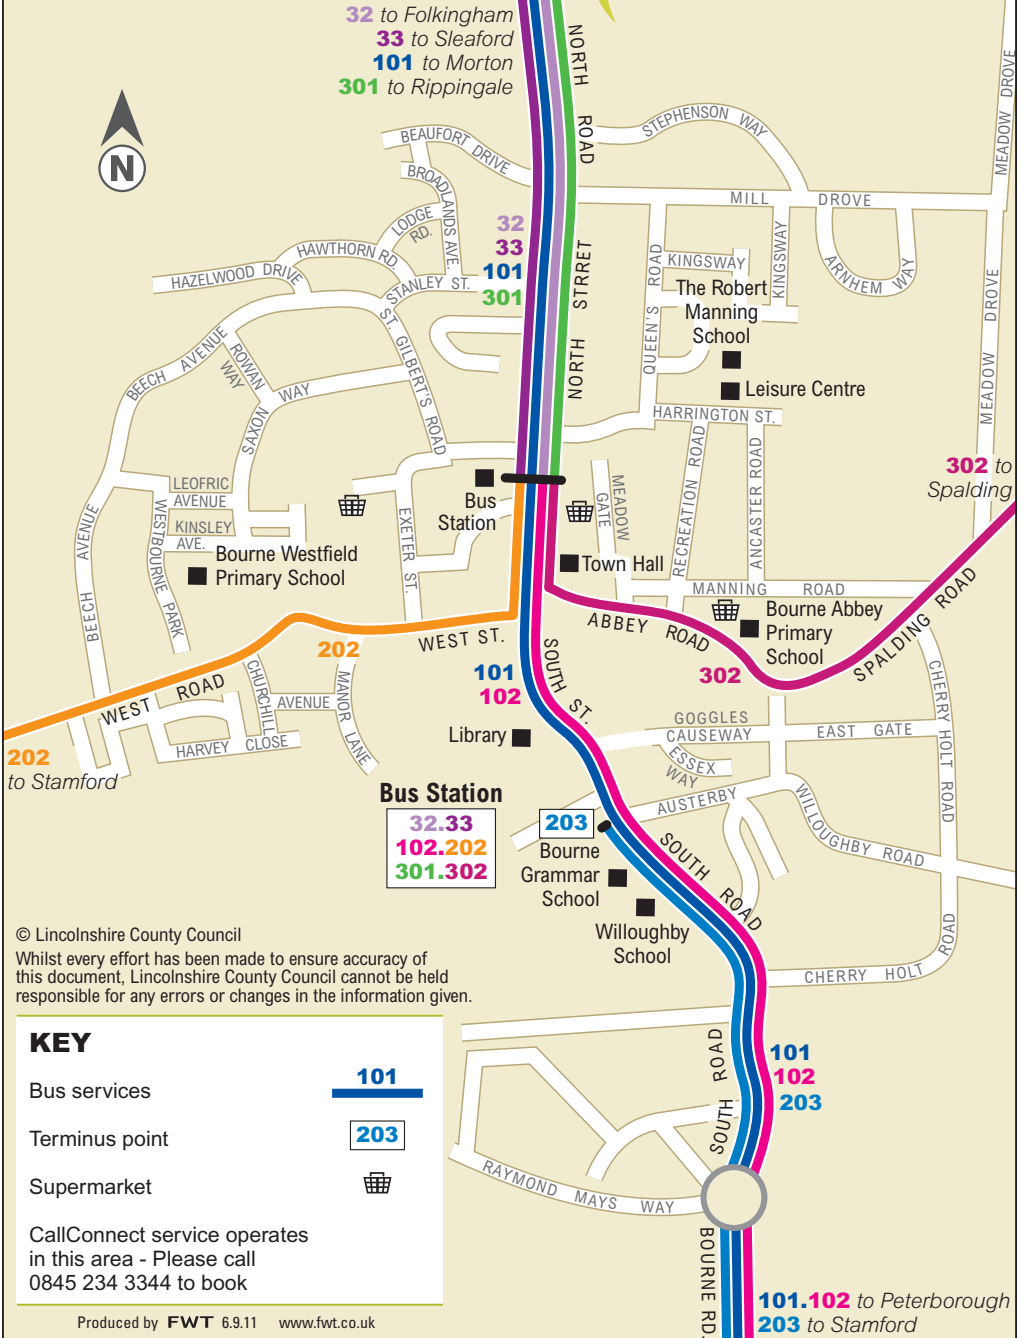 32 to Folkingham
33 to Sleaford
101 to Morton
301 to Rippingale
NORTH ROAD
STEPHENSON WAY
MEADOW DROVE
BEAUFORT DRIVE
N
BROADLANDS AVE.
MILL DROVE
LODGE
RD.
32
33
101
301
HAWTHORN RD.
HAZELWOOD DRIVE
STANLEY ST.
NORTH STRRET
QUEEN'S ROAD
KINGSWAY
KINGSWAY
ARNHEM WAY
The Robert
Manning
School
MEADOW DROVE
ST. GILBERT'S ROAD
BEECH AVENUE
ROWAN
WAY
SAXON WAY
Leisure Centre
HARRINGTON ST.
302 to
Spalding
LEOFRIC
AVENUE
KINSLEY
AVE.
WESTBOURNE PARK
BEECH AVENUE
Bus
Station
EXETER ST.
MEADOW
GATE
RECREATION ROAD
ANCASTER ROAD
Bourne Westfield
Primary School
Town Hall
MANNING ROAD
Bourne Abbey
Primary
School
ABBEY ROAD
302
SPALDING ROAD
WEST ST.
202
SOUTH ST.
101
102
WEST ROAD
CHURCHILL
AVENUE
MANOR LANE
HARVEY CLOSE
202
to Stamford
Library
GOGGLES
CAUSEWAY
EAST GATE
CHERRY HOLT ROAD
ESSEX
WAY
AUSTERBY
WILLOUGHBY ROAD
Bus Station
32.33
102.202
301.302
203
Bourne
Grammar
School
SOUTH ROAD
Willoughby
School
CHERRY HOLT ROAD
© Lincolnshire County Council
Whilst every effort has been made to ensure accuracy of
this document, Lincolnshire County Council cannot be held
responsible for any errors or changes in the information given.
KEY
Bus services
101
Terminus point
203
Supermarket
CallConnect service operates
in this area - Please call
0845 234 3344 to book
SOUTH ROAD
101
102
203
SOUTH
RAYMOND MAYS WAY
BOURNE RD.
101.102 to Peterborough
203 to Stamford
Produced by FWT 6.9.11 www.fwt.co.uk